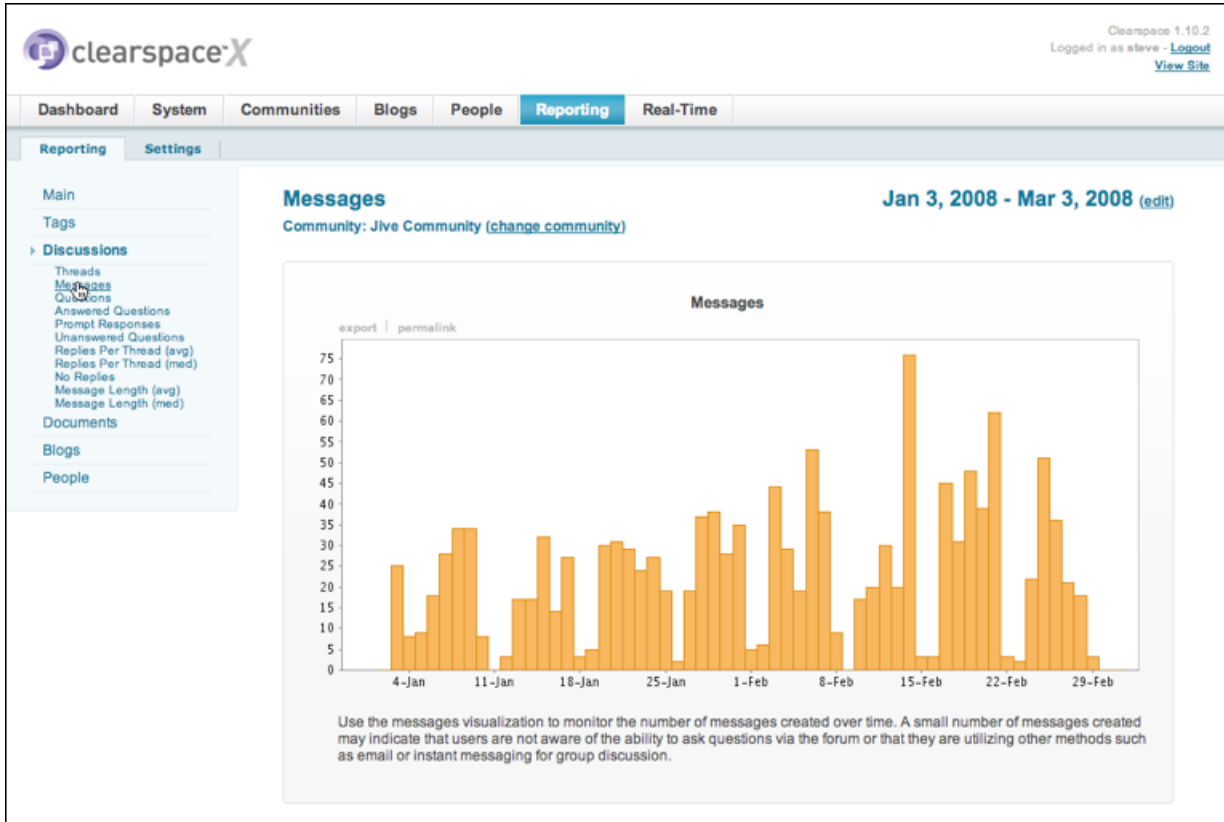 clearspace X
Clearspace 1.10.2
Logged in as steve - Logout
View Site
Dashboard System Communities Blogs People Reporting Real-Time
Reporting Settings
Main
Tags
Discussions
Threads
Messages
Questions
Answered Questions
Prompt Responses
Unanswered Questions
Replies Per Thread (avg)
Replies Per Thread (med)
No Replies
Message Length (avg)
Message Length (med)
Documents
Blogs
People
Messages
Jan 3, 2008 - Mar 3, 2008 (edit)
Community: Jive Community (change community)
Messages
export permalink
75
70
65
60
55
50
45
40
35
30
25
20
15
10
5
0
4-Jan 11-Jan 18-Jan 25-Jan 1-Feb 8-Feb 15-Feb 22-Feb 29-Feb
Use the messages visualization to monitor the number of messages created over time. A small number of messages created
may indicate that users are not aware of the ability to ask questions via the forum or that they are utilizing other methods such
as email or instant messaging for group discussion.